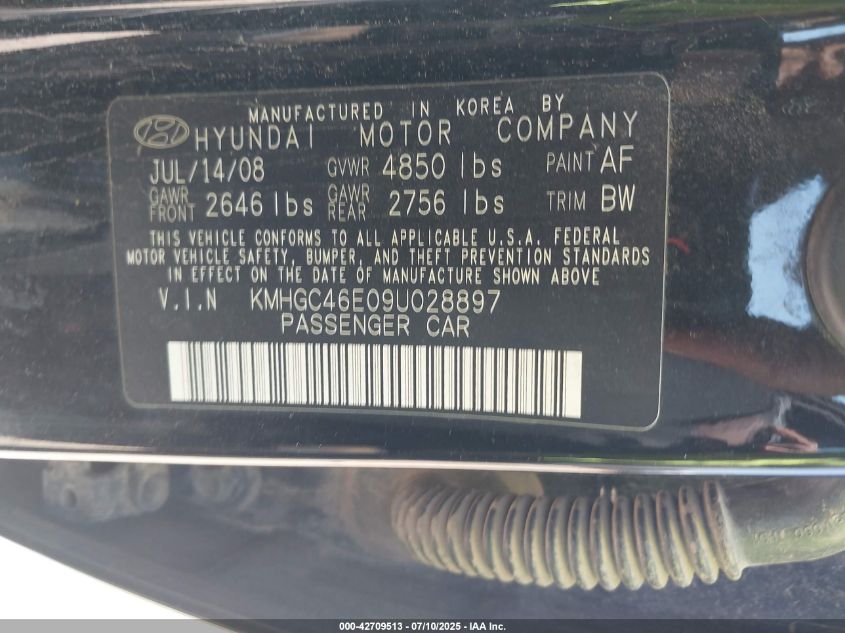 MANUFACTURED IN KOREA BY
HYUNDAI MOTOR COMPANY
JUL/14/08 GVWR 4850 lbs PAINT AF
GAWR FRONT 2646 lbs GAWR REAR 2756 lbs TRIM BW
THIS VEHICLE CONFORMS TO ALL APPLICABLE U.S.A. FEDERAL
MOTOR VEHICLE SAFETY, BUMPER, AND THEFT PREVENTION STANDARDS
IN EFFECT ON THE DATE OF MANUFACTURE SHOWN ABOVE
V.I.N KMHGC46E09U028897
PASSENGER CAR
000-42709513 - 07/10/2025 - IAA Inc.